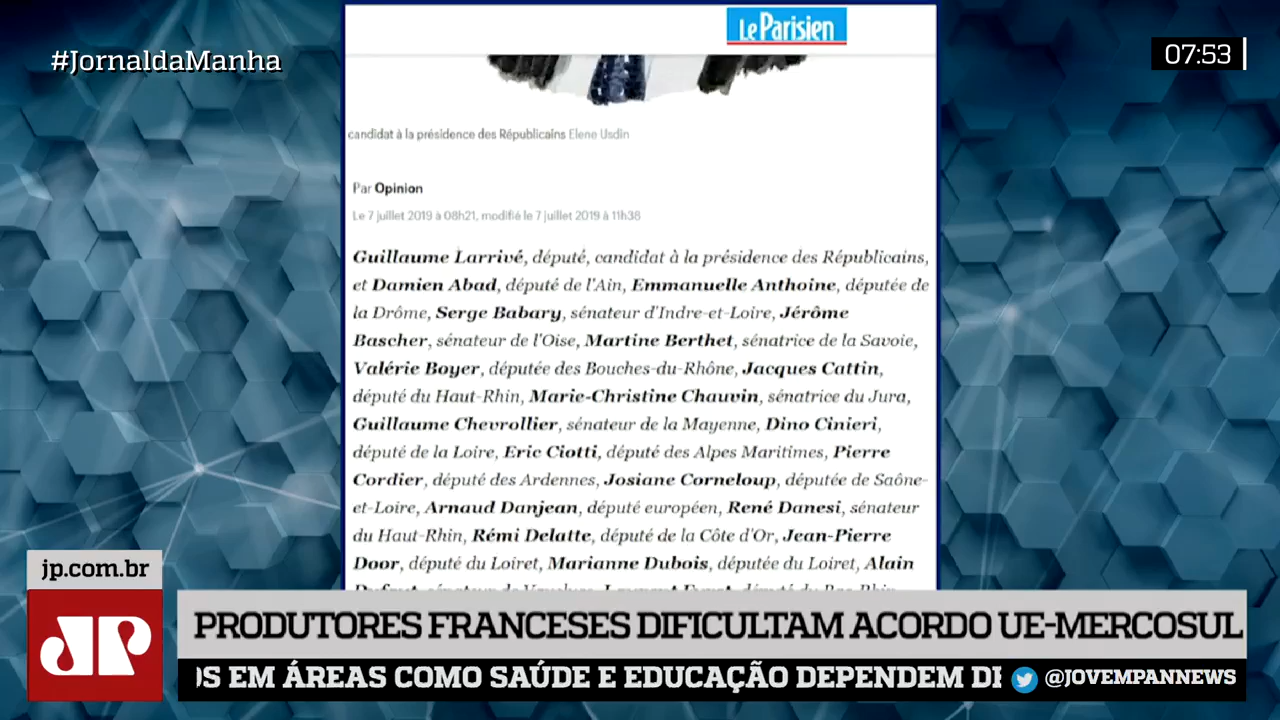 #JornaldaManha
Le Parisien
07:53
candidat à la présidence des Républicains Elene Usdin
Par Opinion
Le 7 juillet 2019 à 08h21, modifié le 7 juillet 2019 à 11h38
Guillaume Larrivé, député, candidat à la présidence des Républicains,
et Damien Abad, député de l'Ain, Emmanuelle Anthoine, députée de
la Drôme, Serge Babary, sénateur d'Indre-et-Loire, Jérôme
Bascher, sénateur de l'Oise, Martine Berthet, sénatrice de la Savoie,
Valérie Boyer, députée des Bouches-du-Rhône, Jacques Cattin,
député du Haut-Rhin, Marie-Christine Chauvin, sénatrice du Jura,
Guillaume Chevrollier, sénateur de la Mayenne, Dino Cinieri,
député de la Loire, Eric Ciotti, député des Alpes Maritimes, Pierre
Cordier, député des Ardennes, Josiane Corneloup, députée de Saône-
et-Loire, Arnaud Danjean, député européen, René Danesi, sénateur
du Haut-Rhin, Rémi Delatte, député de la Côte d'Or, Jean-Pierre
Door, député du Loiret, Marianne Dubois, députée du Loiret, Alain
jp.com.br
JP
PRODUTORES FRANCESES DIFICULTAM ACORDO UE-MERCOSUL
OS EM ÁREAS COMO SAÚDE E EDUCAÇÃO DEPENDEM DE
@JOVEMPANNEWS